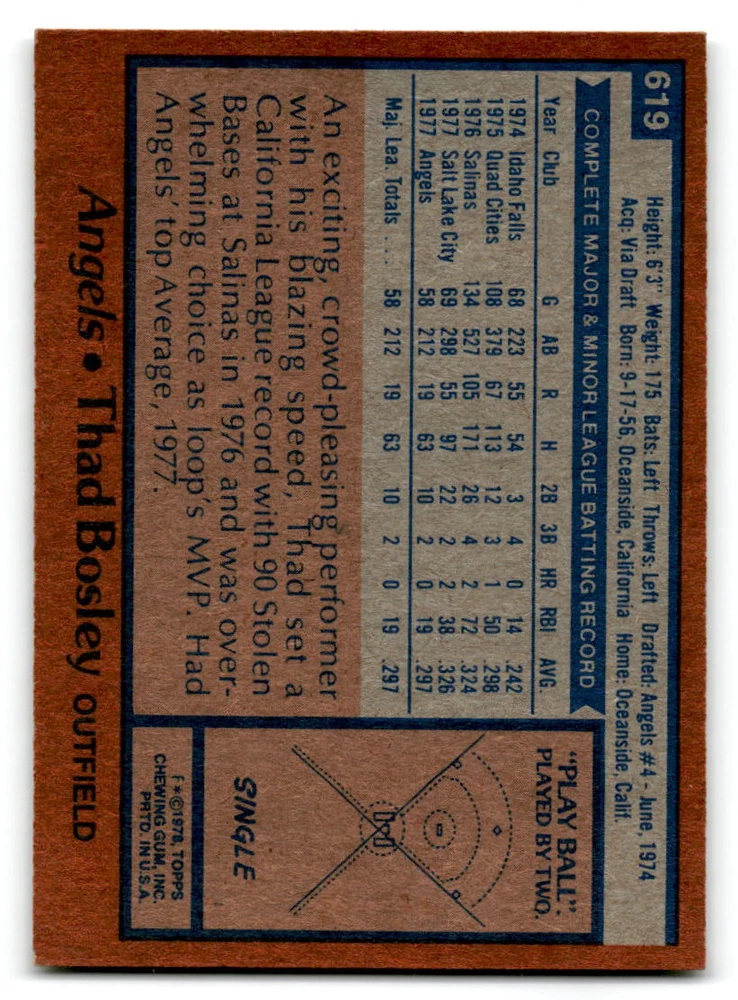 619
Height: 6'3" Weight: 175 Bats: Left Throws: Left Drafted: Angels #4 - June, 1974
Acq: Via Draft Born: 9-17-56, Oceanside, California Home: Oceanside, Calif.
COMPLETE MAJOR & MINOR LEAGUE BATTING RECORD
Year Club G AB R H 2B 3B HR RBI AVG.
1974 Idaho Falls 68 223 55 54 3 4 0 14 .242
1975 Quad Cities 108 379 67 113 12 3 1 50 .298
1976 Salinas 134 527 105 171 26 4 2 72 .324
1977 Salt Lake City 69 298 55 97 22 2 2 38 .326
1977 Angels 58 212 19 63 10 2 0 19 .297
Maj. Lea. Totals .... 58 212 19 63 10 2 0 19 .297
An exciting, crowd-pleasing performer
with his blazing speed, Thad set a
California League record with 90 Stolen
Bases at Salinas in 1976 and was over-
whelming choice as loop's MVP. Had
Angels' top Average, 1977.
"PLAY BALL"
PLAYED BY TWO.
SINGLE
F*©1978, TOPPS
CHEWING GUM, INC.
PRTD. IN U.S.A.
Angels • Thad Bosley OUTFIELD